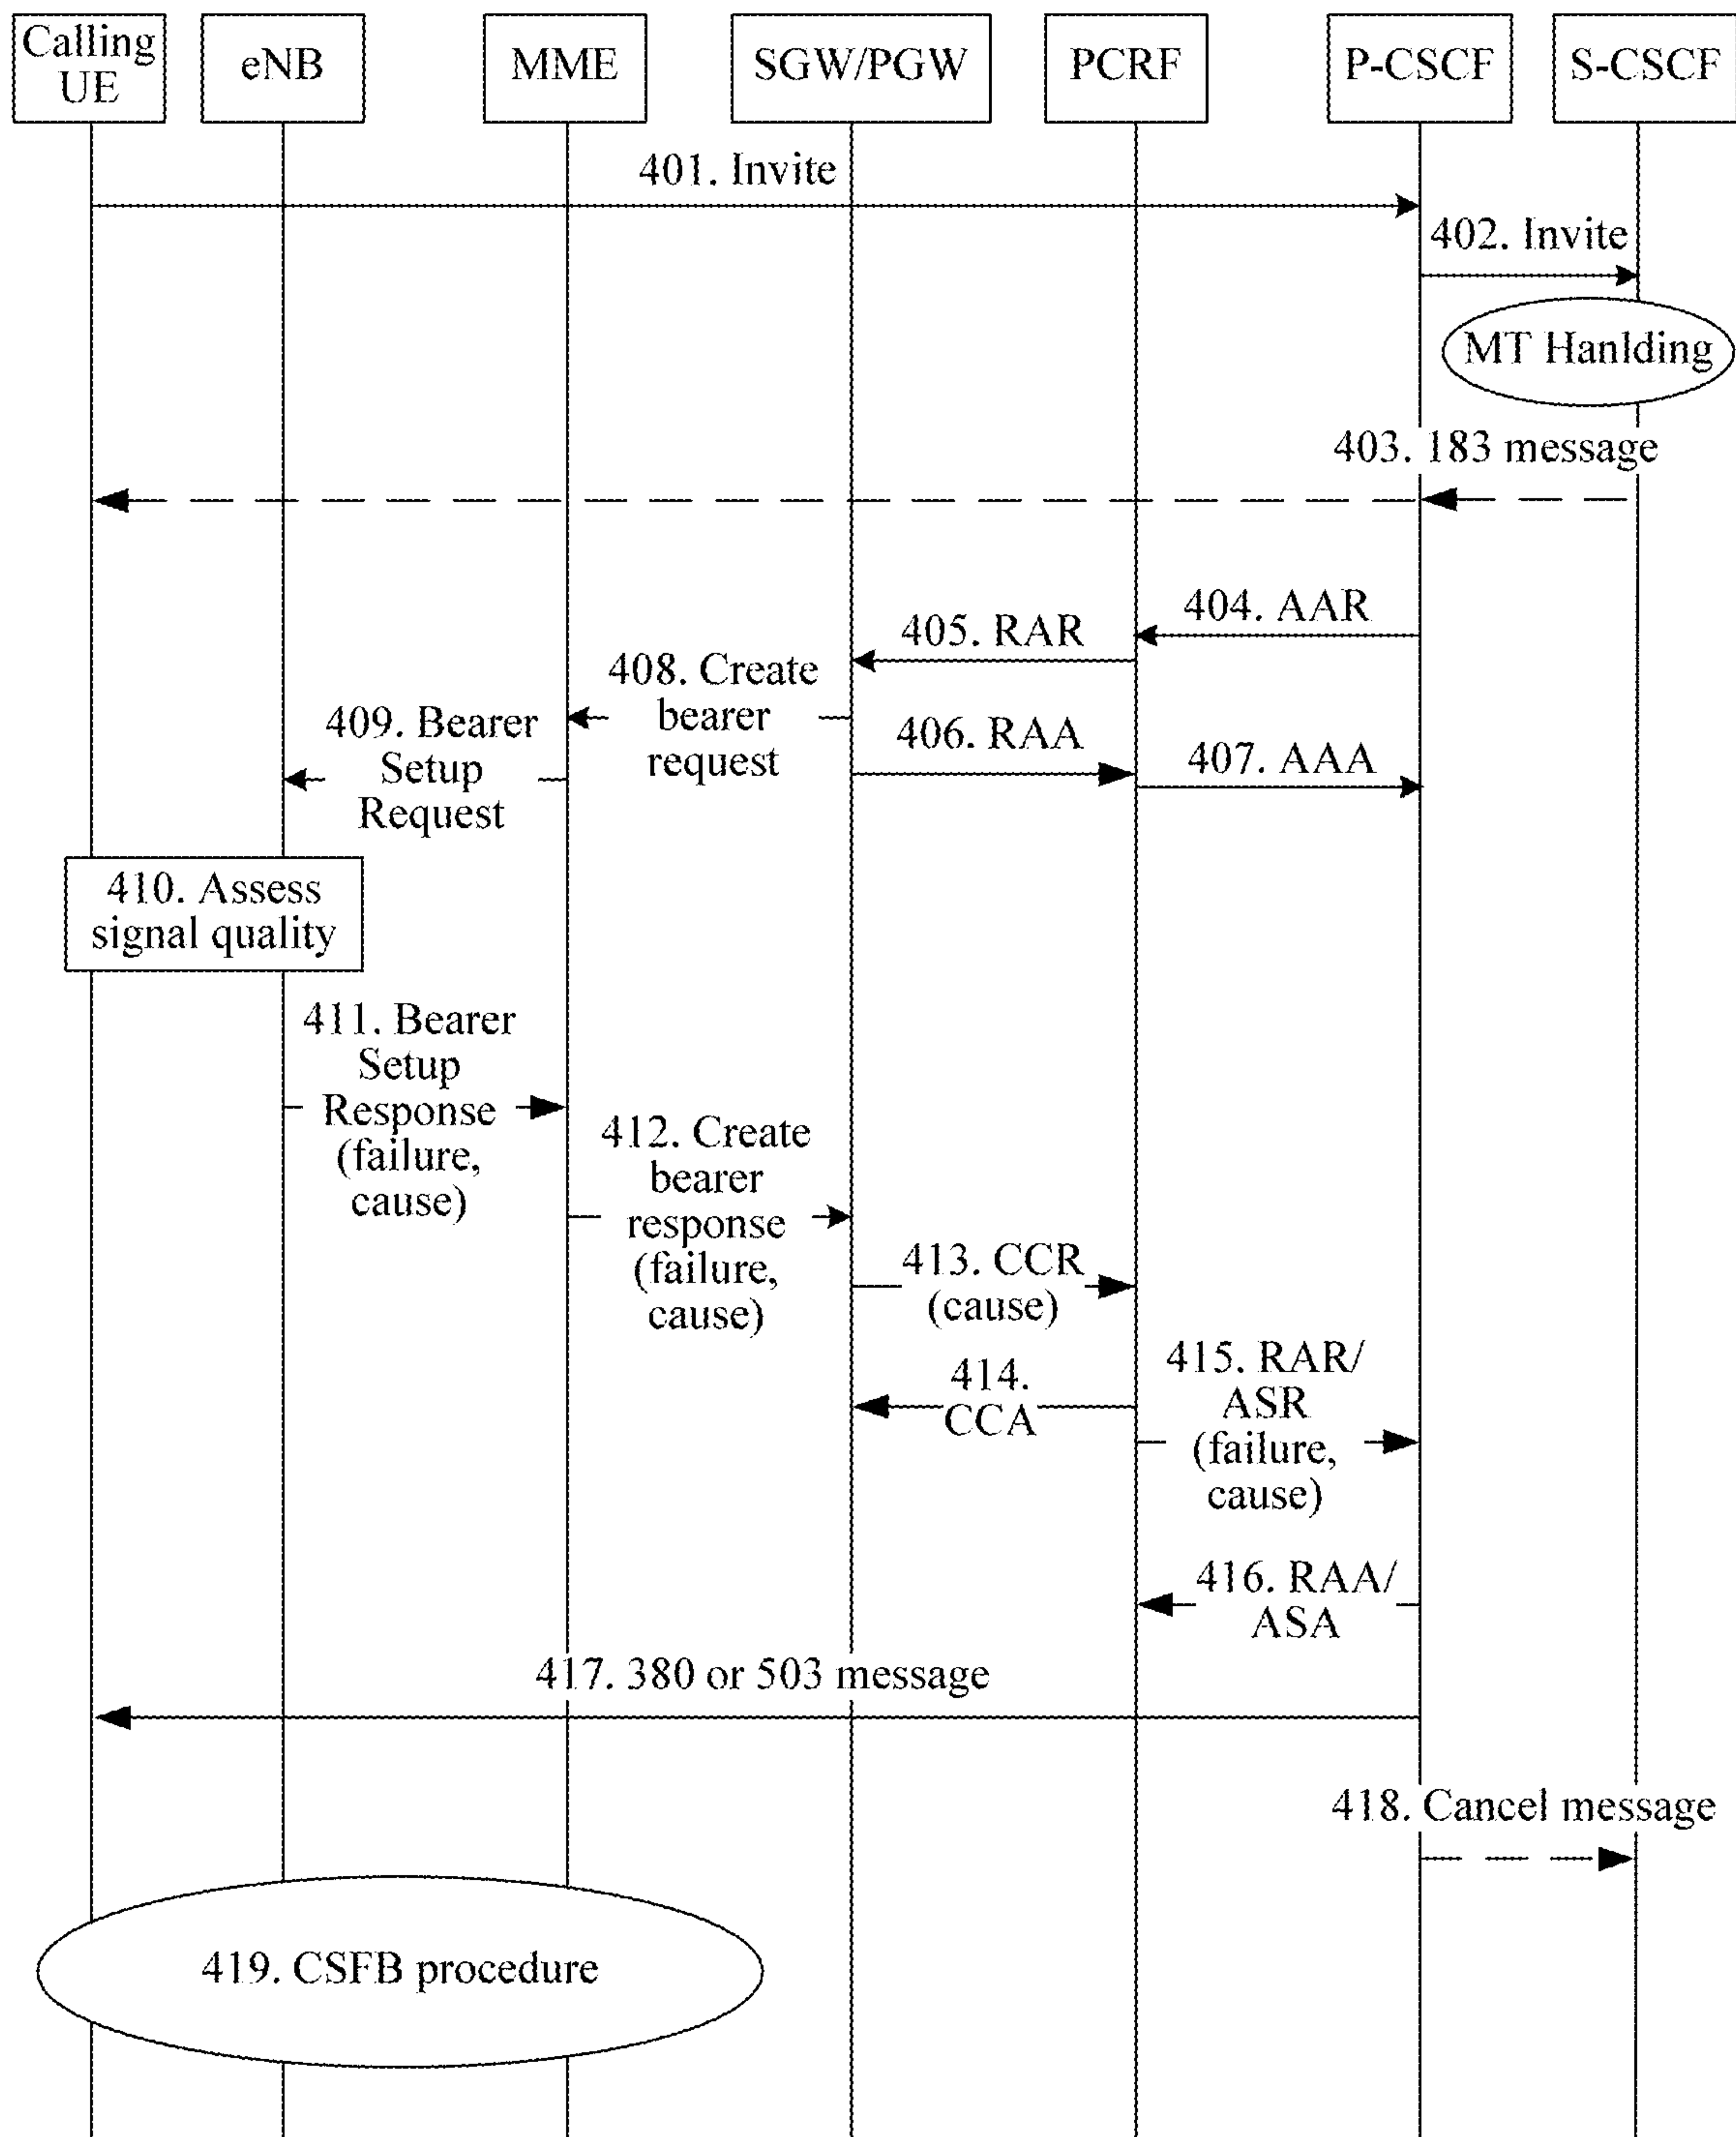 Calling
UE
eNB
MME
SGW/PGW
PCRF
P-CSCF
S-CSCF
401. Invite
402. Invite
MT Hanlding
403. 183 message
404. AAR
405. RAR
408. Create
bearer
request
406. RAA
407. AAA
409. Bearer
Setup
Request
410. Assess
signal quality
411. Bearer
Setup
Response
(failure,
cause)
412. Create
bearer
response
(failure,
cause)
413. CCR
(cause)
414.
CCA
415. RAR/
ASR
(failure,
cause)
416. RAA/
ASA
417. 380 or 503 message
418. Cancel message
419. CSFB procedure